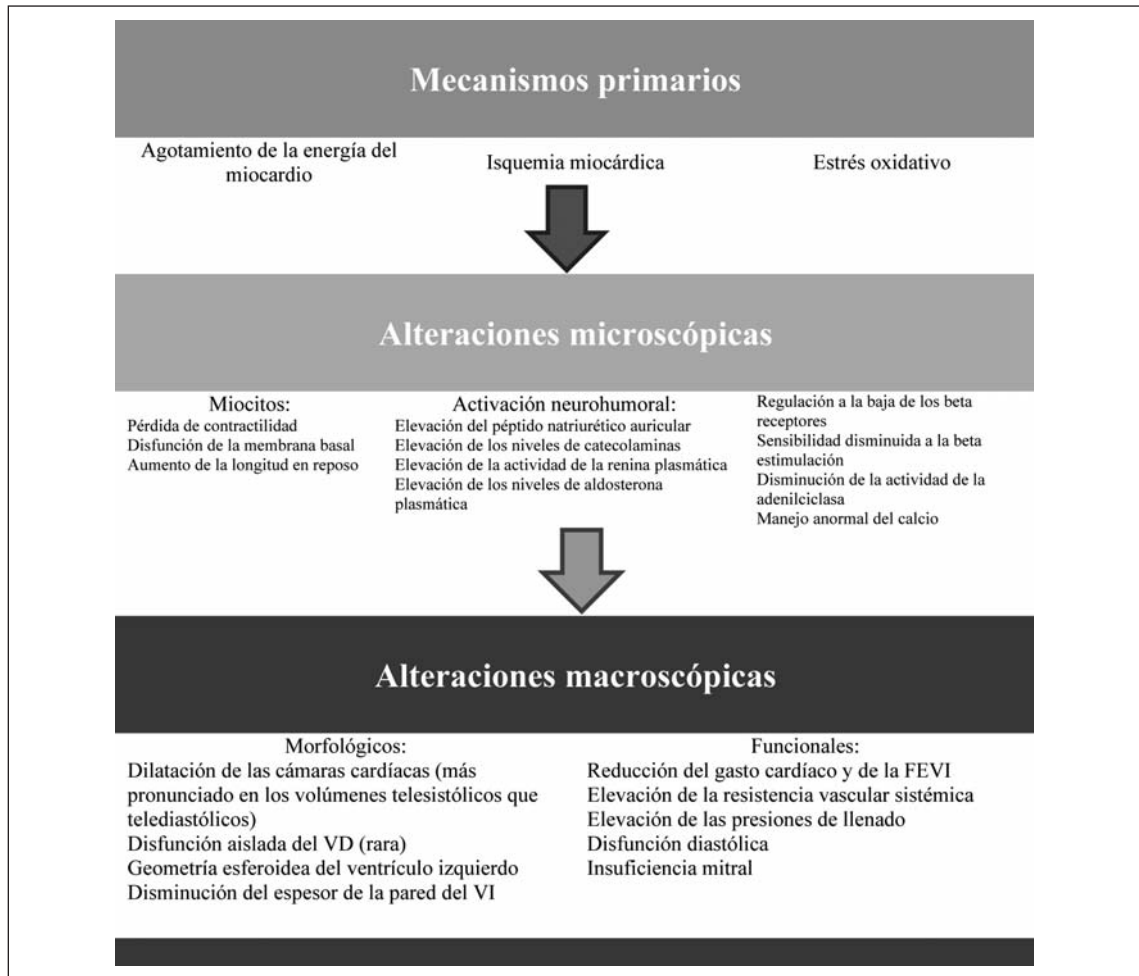 Mecanismos primarios
Agotamiento de la energía del
miocardio
Isquemia miocárdica
Estrés oxidativo
Alteraciones microscópicas
Miocitos:
Pérdida de contractilidad
Disfunción de la membrana basal
Aumento de la longitud en reposo
Activación neurohumoral:
Elevación del péptido natriurético auricular
Elevación de los niveles de catecolaminas
Elevación de la actividad de la renina plasmática
Elevación de los niveles de aldosterona
plasmática
Regulación a la baja de los beta
receptores
Sensibilidad disminuida a la beta
estimulación
Disminución de la actividad de la
adenilciclasa
Manejo anormal del calcio
Alteraciones macroscópicas
Morfológicos:
Dilatación de las cámaras cardíacas (más
pronunciado en los volúmenes telesistólicos que
telediastólicos)
Disfunción aislada del VD (rara)
Geometría esferoidea del ventrículo izquierdo
Disminución del espesor de la pared del VI
Funcionales:
Reducción del gasto cardíaco y de la FEVI
Elevación de la resistencia vascular sistémica
Elevación de las presiones de llenado
Disfunción diastólica
Insuficiencia mitral